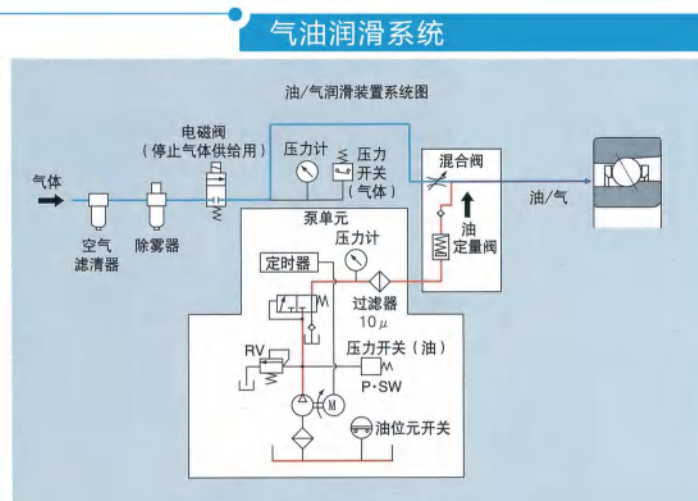 气油润滑系统
油/气润滑装置系统图
电磁阀
（停止气体供给用）
压力计
压力
开关
（气体）
混合阀
气体
油/气
空气
滤清器
除雾器
油
定量阀
泵单元
压力计
定时器
过滤器
10μ
RV
压力开关（油）
P·SW
M
油位元开关